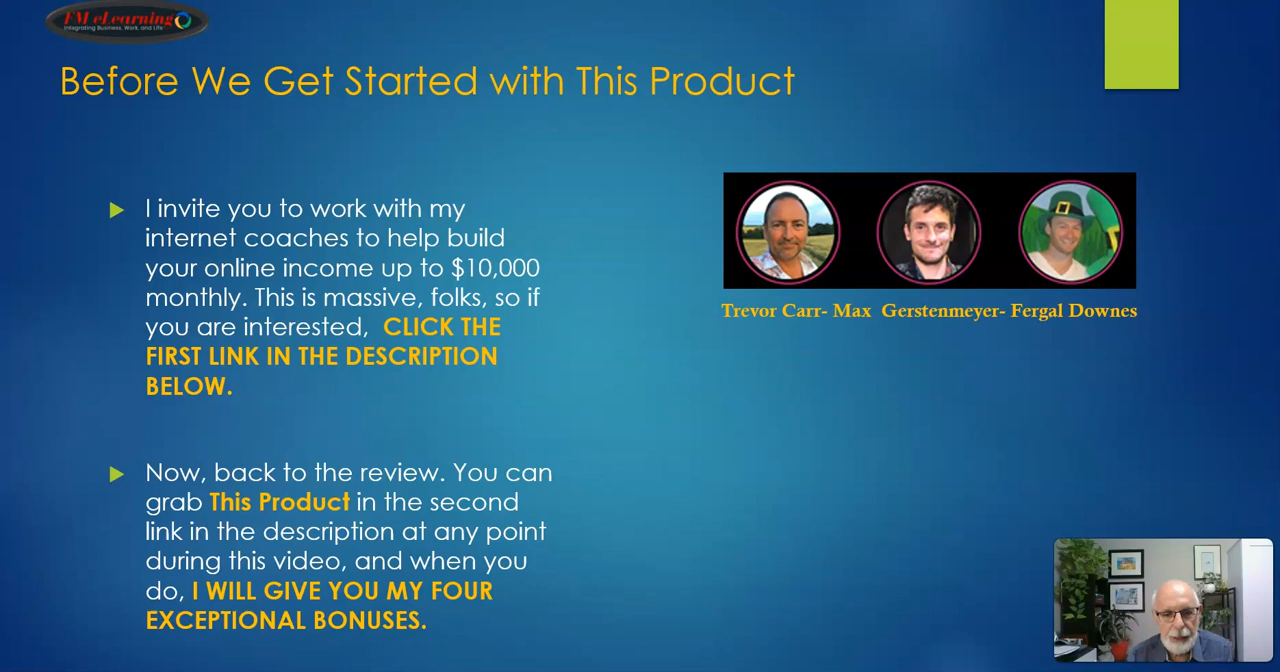 FM eLearning
Integrating Business, Work, and Life
Before We Get Started with This Product
I invite you to work with my
internet coaches to help build
your online income up to $10,000
monthly. This is massive, folks, so if
you are interested, CLICK THE
FIRST LINK IN THE DESCRIPTION
BELOW.
Trevor Carr- Max Gerstenmeyer- Fergal Downes
Now, back to the review. You can
grab This Product in the second
link in the description at any point
during this video, and when you
do, I WILL GIVE YOU MY FOUR
EXCEPTIONAL BONUSES.